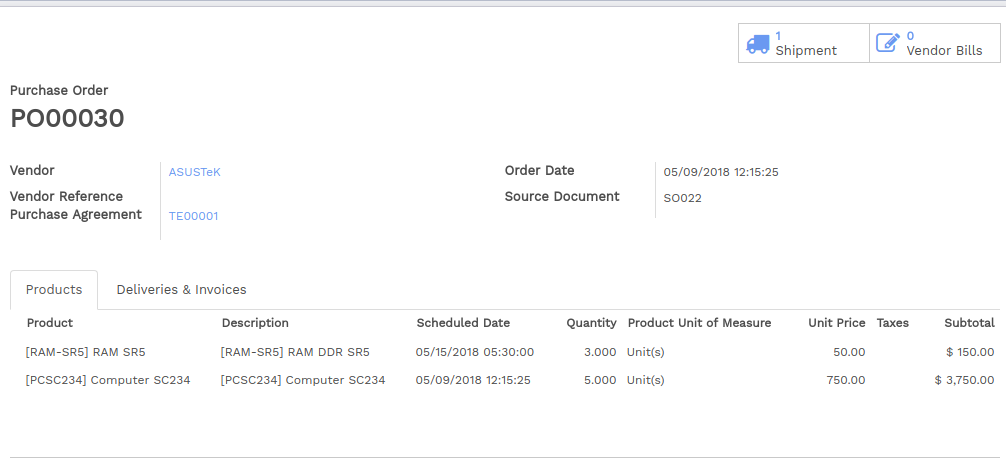 1
Shipment
0
Vendor Bills
Purchase Order
PO00030
Vendor ASUSTeK Order Date 05/09/2018 12:15:25
Vendor Reference Source Document SO022
Purchase Agreement TE00001
Products Deliveries & Invoices
Product Description Scheduled Date Quantity Product Unit of Measure Unit Price Taxes Subtotal
[RAM-SR5] RAM SR5 [RAM-SR5] RAM DDR SR5 05/15/2018 05:30:00 3.000 Unit(s) 50.00 $ 150.00
[PCSC234] Computer SC234 [PCSC234] Computer SC234 05/09/2018 12:15:25 5.000 Unit(s) 750.00 $ 3,750.00